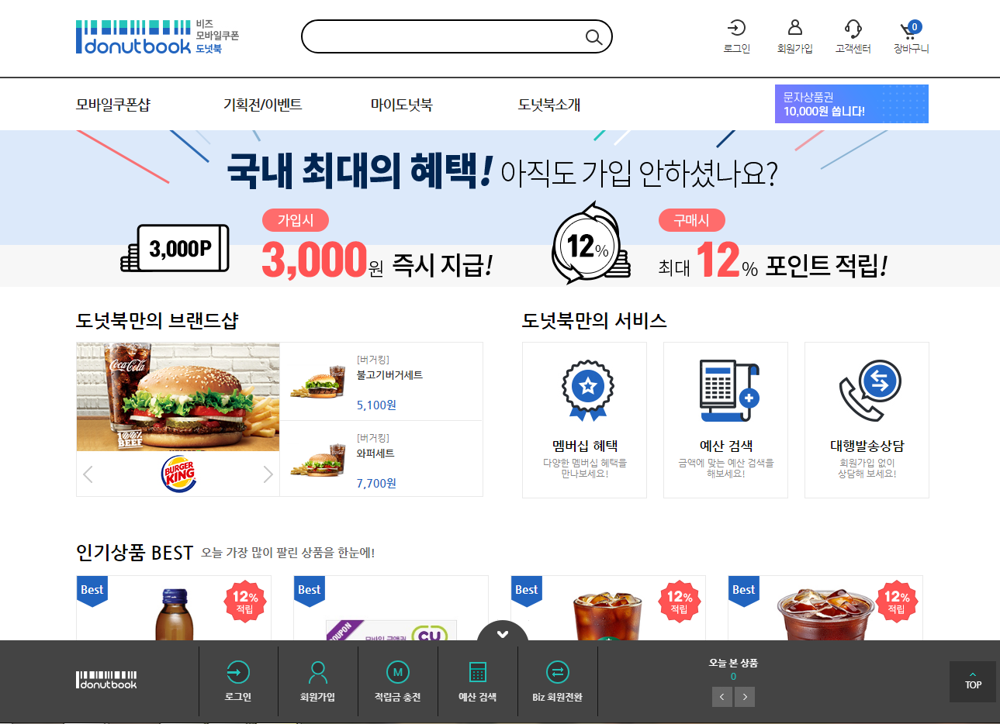 donutbook
비즈
모바일쿠폰
도넛북
로그인
회원가입
고객센터
0
장바구니
모바일쿠폰샵
기획전/이벤트
마이도넛북
도넛북소개
문자상품권
10,000원 쏩니다!
국내 최대의 혜택! 아직도 가입 안하셨나요?
3,000P
가입시
3,000원 즉시 지급!
12%
구매시
최대 12% 포인트 적립!
도넛북만의 브랜드샵
도넛북만의 서비스
Coca-Cola
100%
BEEF
BURGER
KING
[버거킹]
불고기버거세트
5,100원
[버거킹]
와퍼세트
7,700원
멤버십 혜택
다양한 멤버십 혜택을
만나보세요!
예산 검색
금액에 맞는 예산 검색을
해보세요!
대행발송상담
회원가입 없이
상담해 보세요!
인기상품 BEST 오늘 가장 많이 팔린 상품을 한눈에!
Best
12%
적립
Best
COUPON
모바일 금액권
CU
Best
12%
적립
Best
12%
적립
donutbook
로그인
회원가입
M
적립금 충전
예산 검색
Biz 회원전환
오늘 본 상품
0
TOP